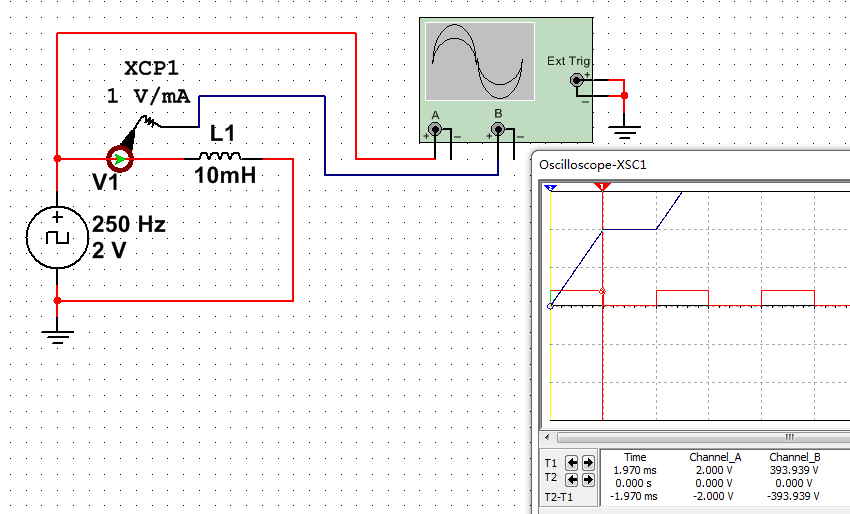 XCP1
1 V/mA
L1
10mH
V1
250 Hz
2 V
Ext Trig
+
−
A
B
+
−
+
−
+
Oscilloscope-XSC1
2
1
T1
T2
T2-T1
Time Channel_A Channel_B
1.970 ms 2.000 V 393.939 V
0.000 s 0.000 V 0.000 V
-1.970 ms -2.000 V -393.939 V